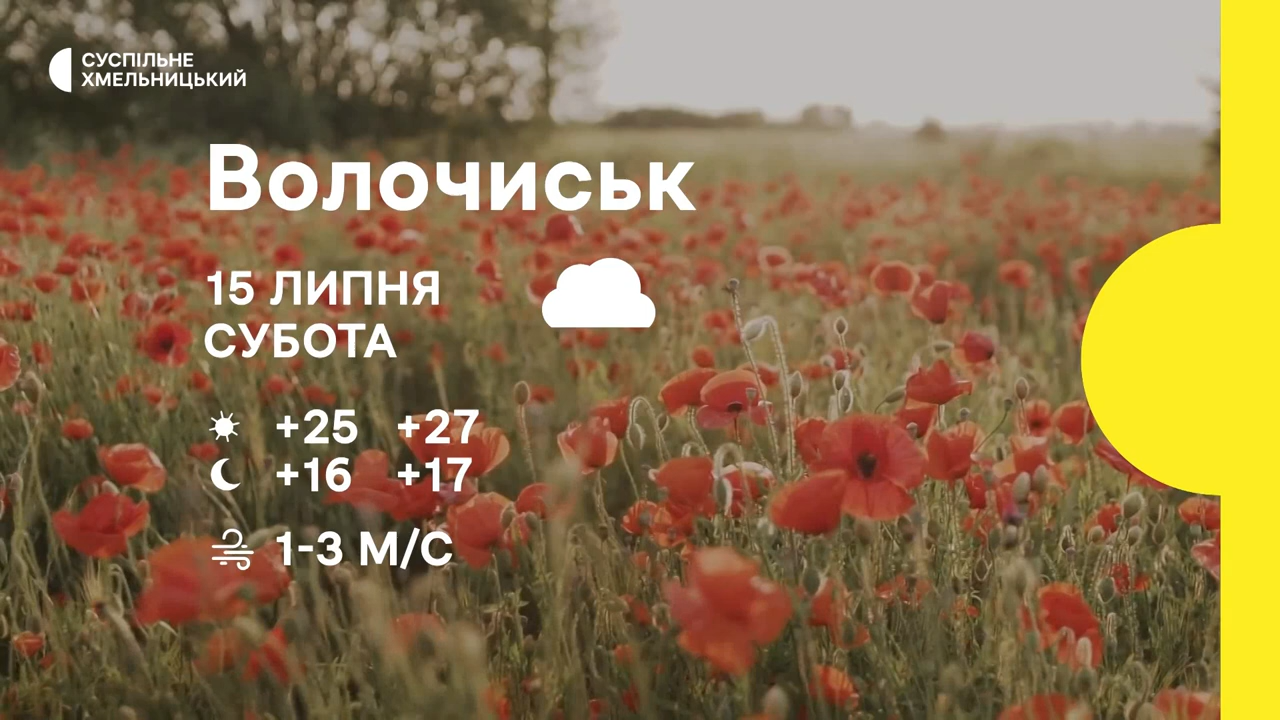 СУСПІЛЬНЕ
ХМЕЛЬНИЦЬКИЙ
Волочиськ
15 ЛИПНЯ
СУБОТА
+25 +27
+16 +17
1-3 М/С